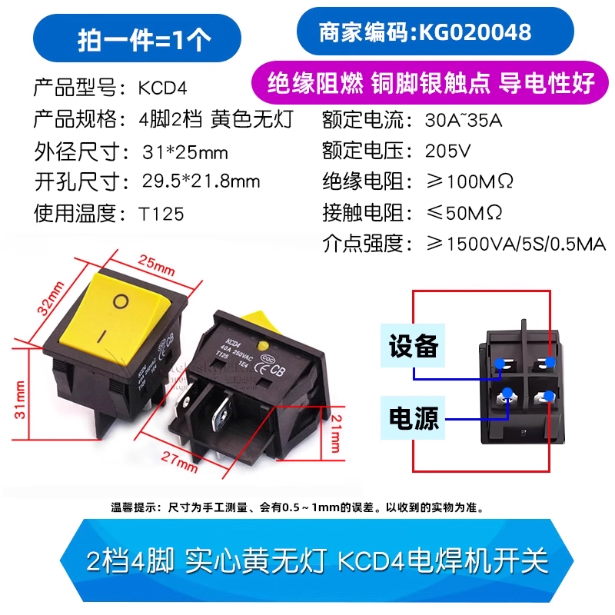 拍一件=1个
商家编码:KG020048
绝缘阻燃 铜脚银触点 导电性好
产品型号: KCD4
产品规格: 4脚2档 黄色无灯
外径尺寸: 31*25mm
开孔尺寸: 29.5*21.8mm
使用温度: T125
额定电流: 30A~35A
额定电压: 205V
绝缘电阻: ≥100MΩ
接触电阻: ≤50MΩ
介点强度: ≥1500VA/5S/0.5MA
25mm
32mm
31mm
27mm
21mm
KCD4
40A 250VAC
T125 1E4
CQC CE CB
设备
电源
温馨提示: 尺寸为手工测量、会有0.5~1mm的误差。以收到的实物为准。
2档4脚 实心黄无灯 KCD4电焊机开关